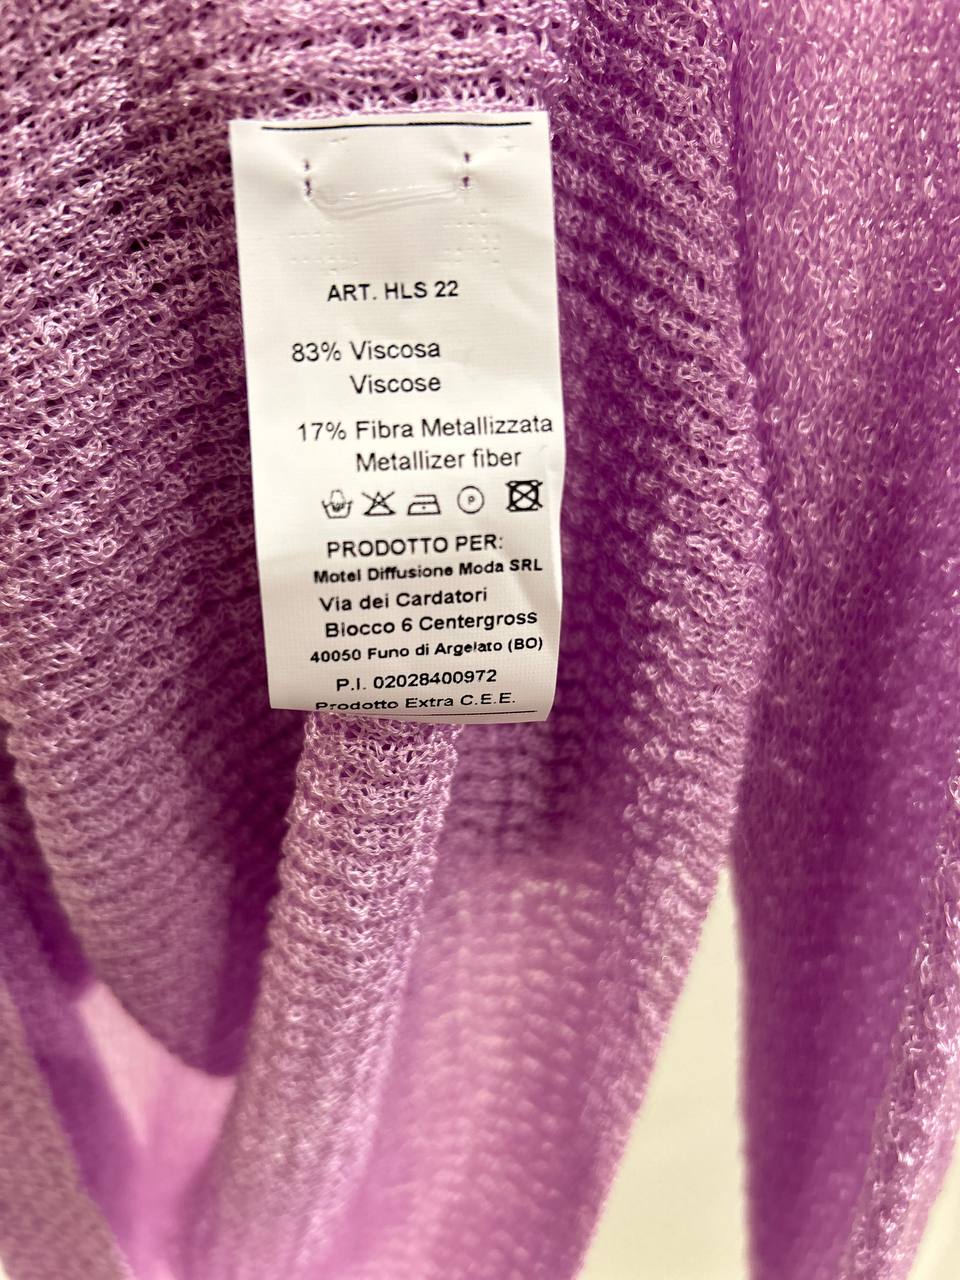 ART. HLS 22
83% Viscosa
Viscose
17% Fibra Metallizzata
Metallizer fiber
P
PRODOTTO PER:
Motel Diffusione Moda SRL
Via dei Cardatori
Blocco 6 Centergross
40050 Funo di Argelato (BO)
P.I. 02028400972
Prodotto Extra C.E.E.